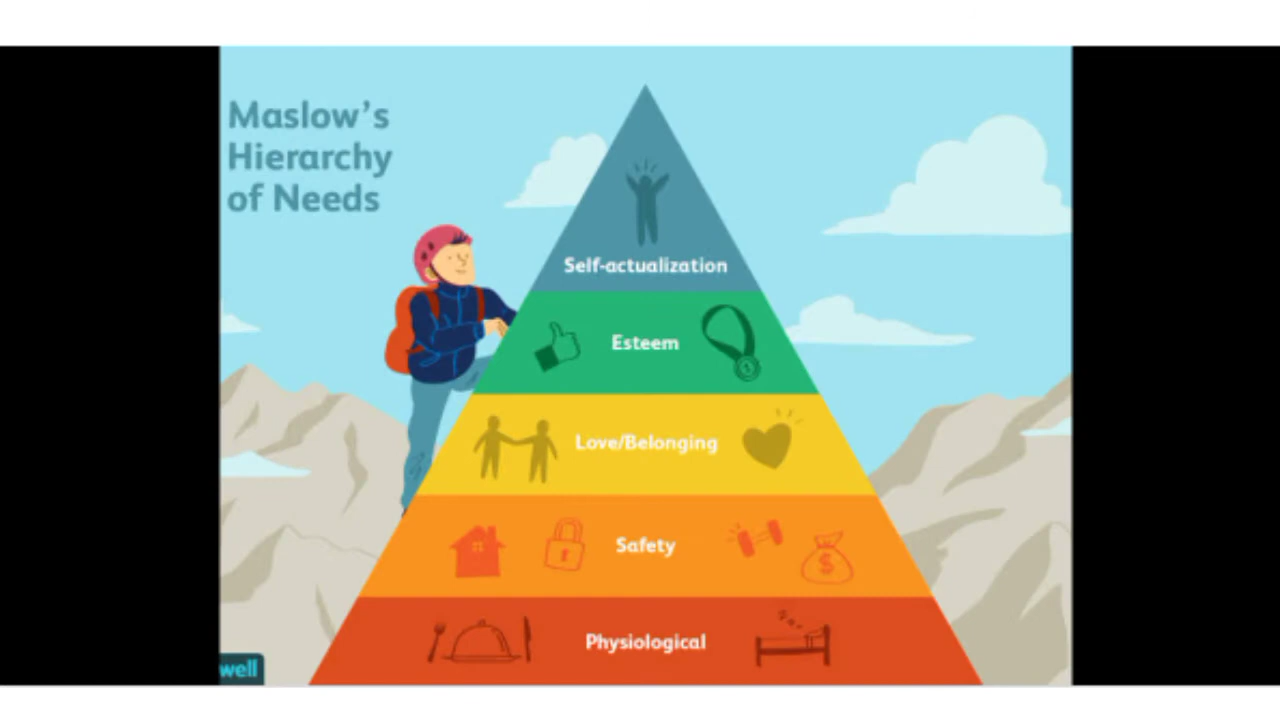 Maslow's
Hierarchy
of Needs
Self-actualization
Esteem
Love/Belonging
Safety
Physiological
well